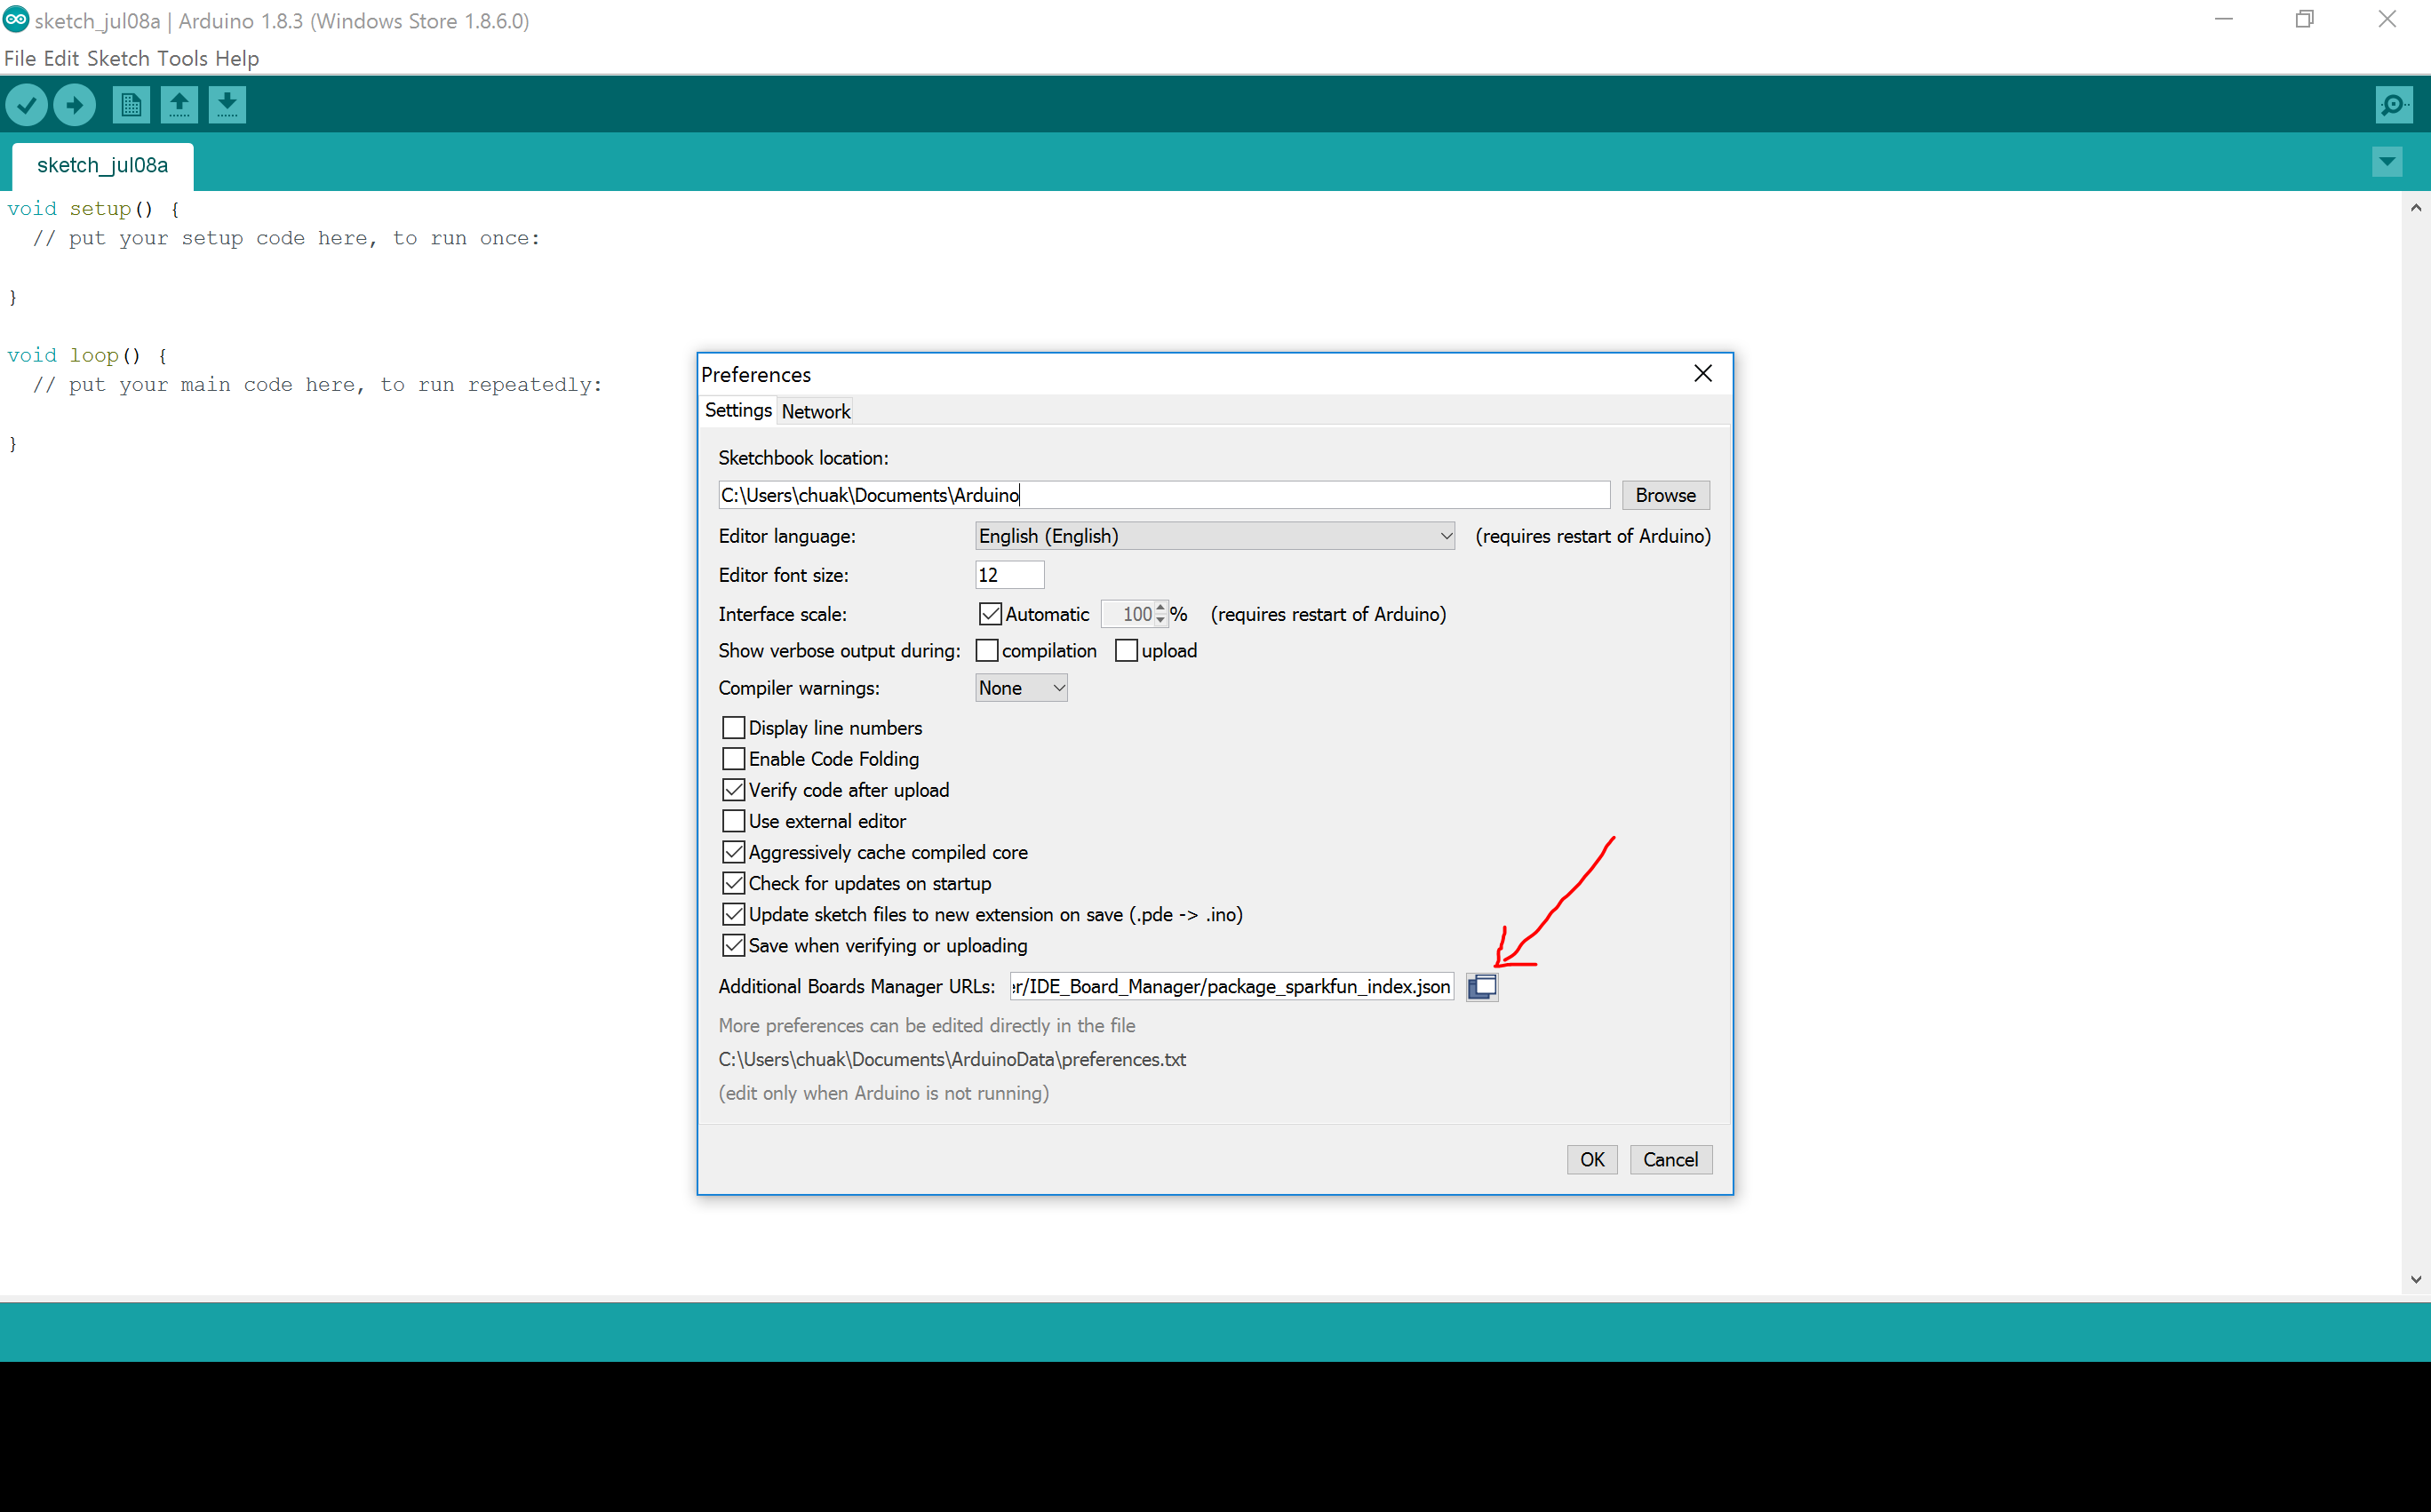 sketch_jul08a | Arduino 1.8.3 (Windows Store 1.8.6.0)
File Edit Sketch Tools Help
sketch_jul08a
void setup() {
// put your setup code here, to run once:
}
void loop() {
// put your main code here, to run repeatedly:
}
Preferences
Settings Network
Sketchbook location:
C:\Users\chuak\Documents\Arduino Browse
Editor language: English (English) (requires restart of Arduino)
Editor font size: 12
Interface scale: Automatic 100 % (requires restart of Arduino)
Show verbose output during: compilation upload
Compiler warnings: None
Display line numbers
Enable Code Folding
Verify code after upload
Use external editor
Aggressively cache compiled core
Check for updates on startup
Update sketch files to new extension on save (.pde -> .ino)
Save when verifying or uploading
Additional Boards Manager URLs: r/IDE_Board_Manager/package_sparkfun_index.json
More preferences can be edited directly in the file
C:\Users\chuak\Documents\ArduinoData\preferences.txt
(edit only when Arduino is not running)
OK Cancel